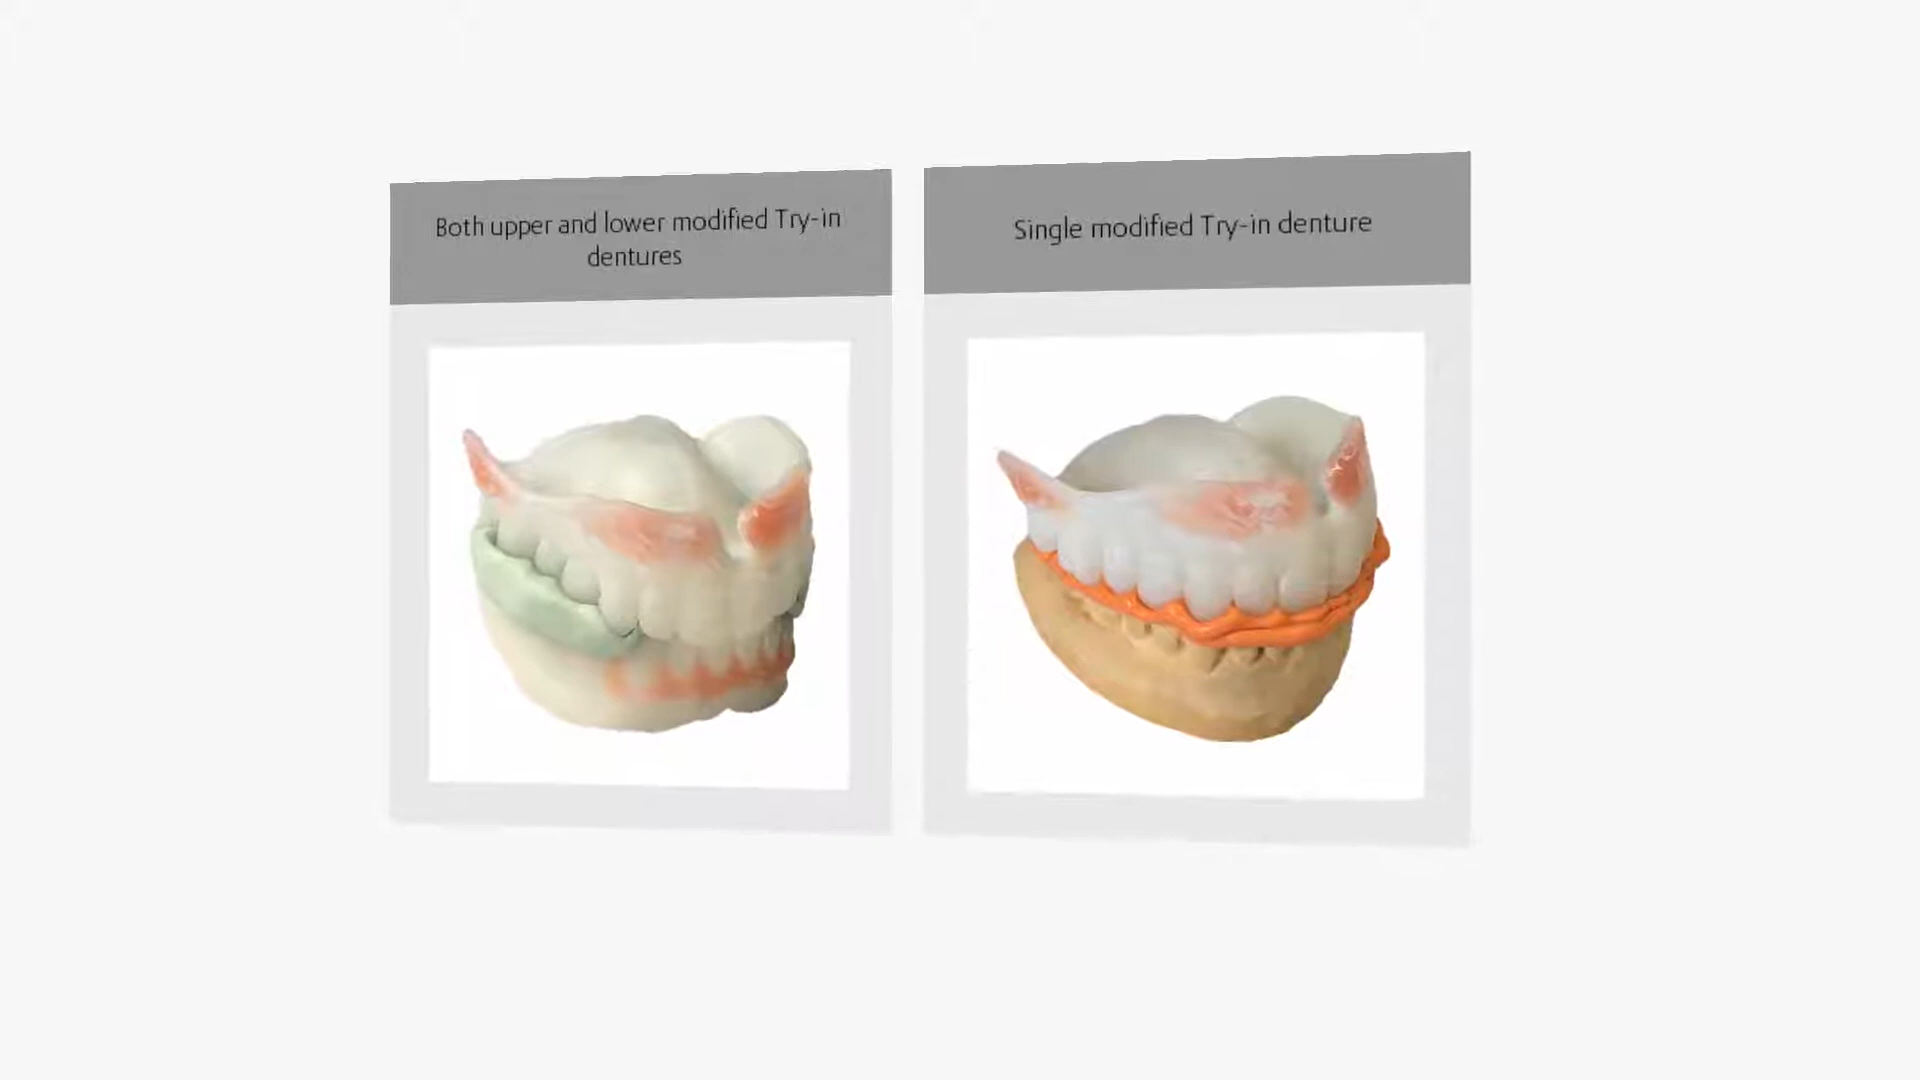 Both upper and lower modified Try-in
dentures
Single modified Try-in denture